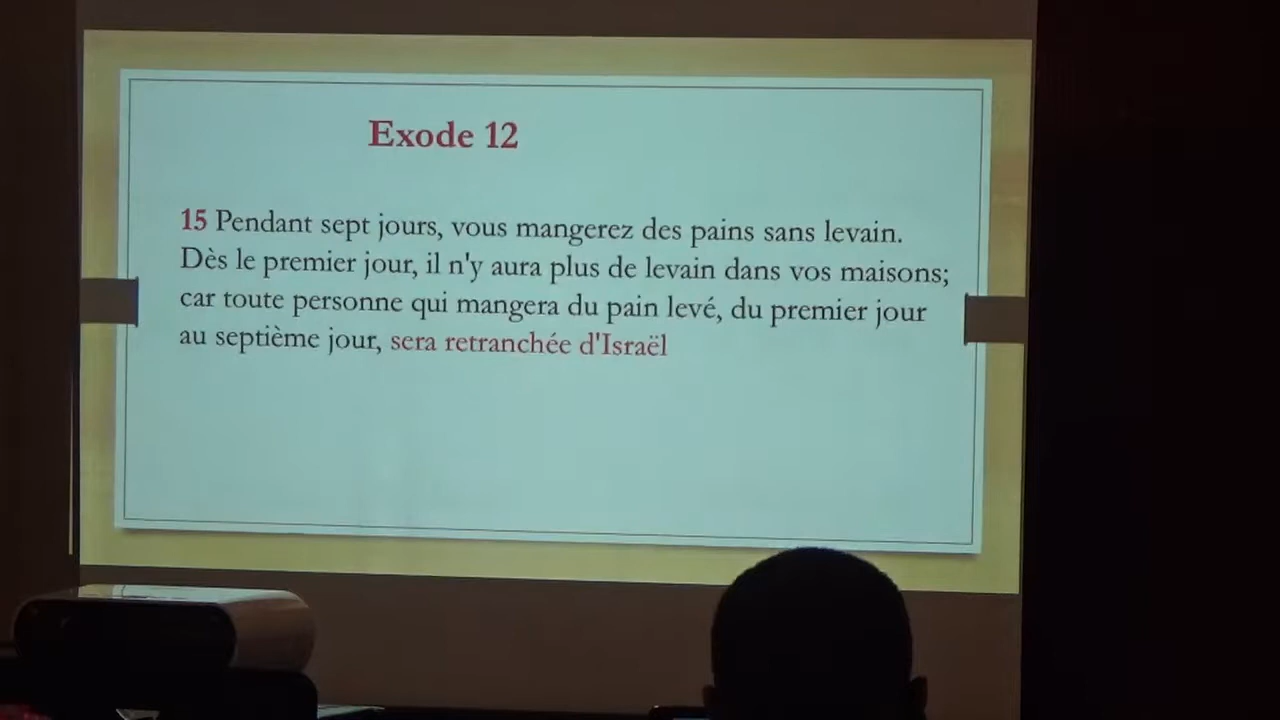 Exode 12
15 Pendant sept jours, vous mangerez des pains sans levain.
Dès le premier jour, il n'y aura plus de levain dans vos maisons;
car toute personne qui mangera du pain levé, du premier jour
au septième jour, sera retranchée d'Israël